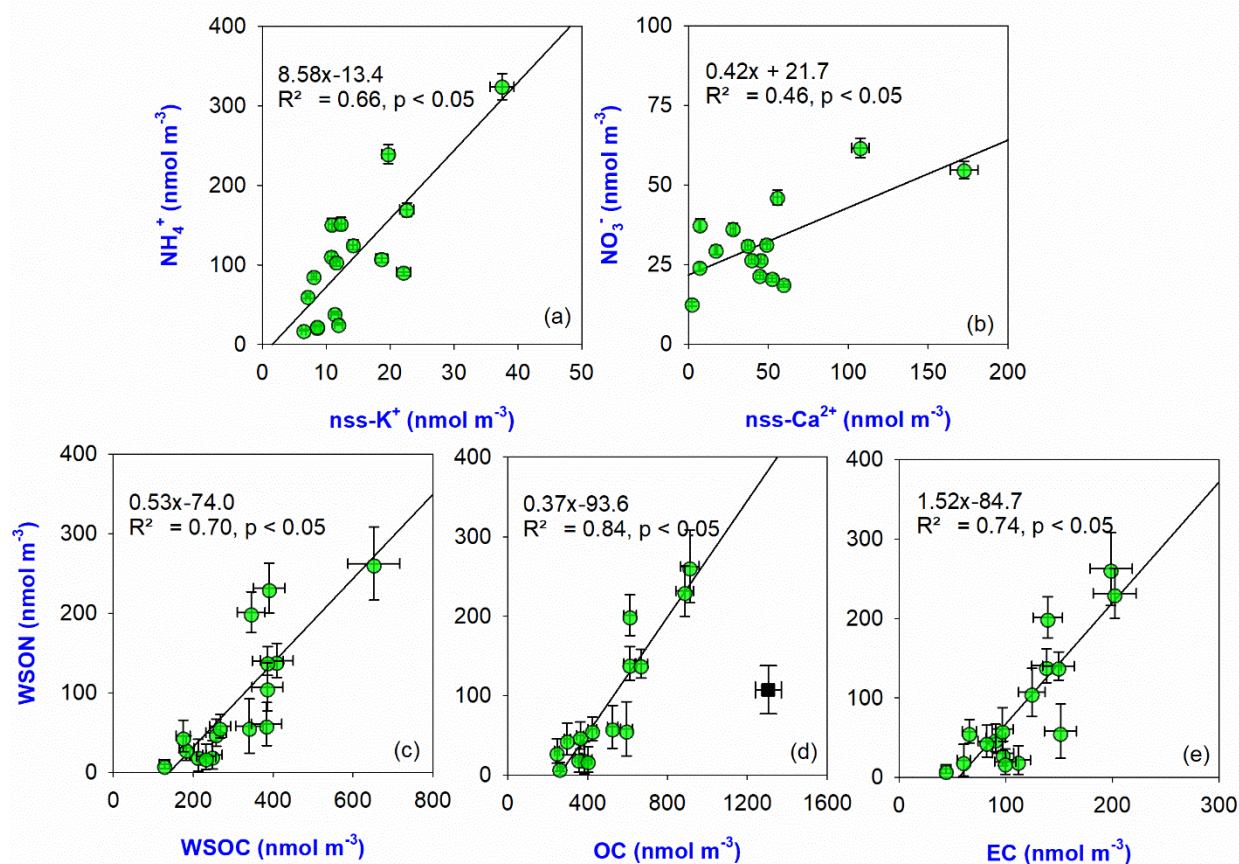 400
300
200
100
0
NH₄⁺ (nmol m⁻³)
8.58x-13.4
R² = 0.66, p < 0.05
(a)
0 10 20 30 40 50
nss-K⁺ (nmol m⁻³)
100
75
50
25
0
NO₃⁻ (nmol m⁻³)
0.42x + 21.7
R² = 0.46, p < 0.05
(b)
0 50 100 150 200
nss-Ca²⁺ (nmol m⁻³)
400
300
200
100
0
WSON (nmol m⁻³)
0.53x-74.0
R² = 0.70, p < 0.05
(c)
0 200 400 600 800
WSOC (nmol m⁻³)
400
300
200
100
0
0.37x-93.6
R² = 0.84, p < 0.05
(d)
0 400 800 1200 1600
OC (nmol m⁻³)
400
300
200
100
0
1.52x-84.7
R² = 0.74, p < 0.05
(e)
0 100 200 300
EC (nmol m⁻³)